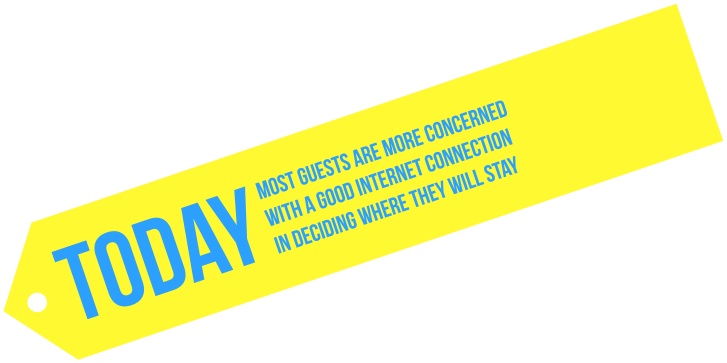 TODAY
MOST GUESTS ARE MORE CONCERNED
WITH A GOOD INTERNET CONNECTION
IN DECIDING WHERE THEY WILL STAY